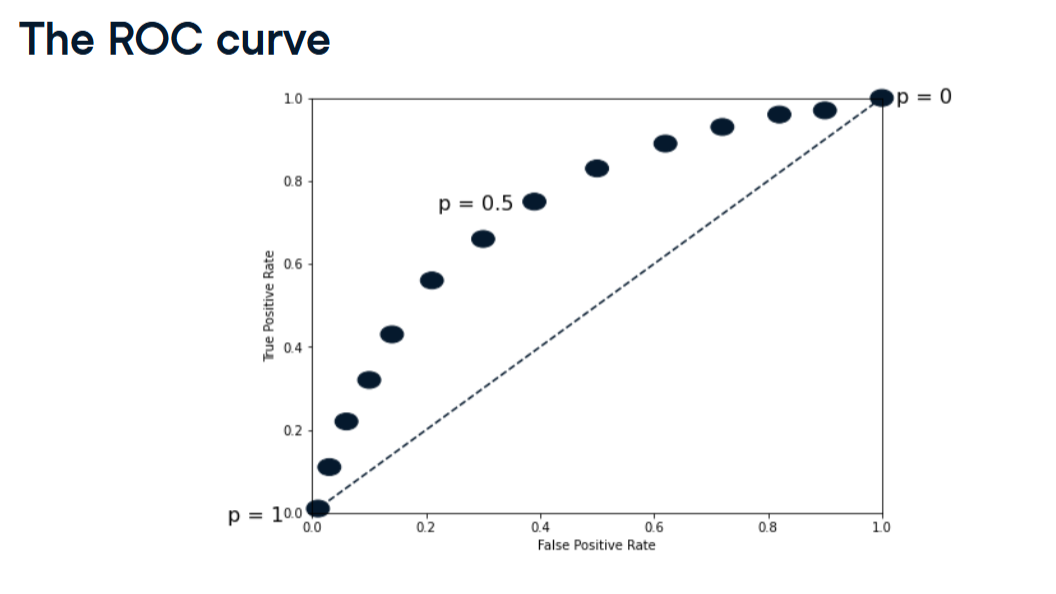 The ROC curve
1.0
p = 0
0.8
p = 0.5
True Positive Rate
0.6
0.4
0.2
p = 1
0.0
0.0 0.2 0.4 0.6 0.8 1.0
False Positive Rate